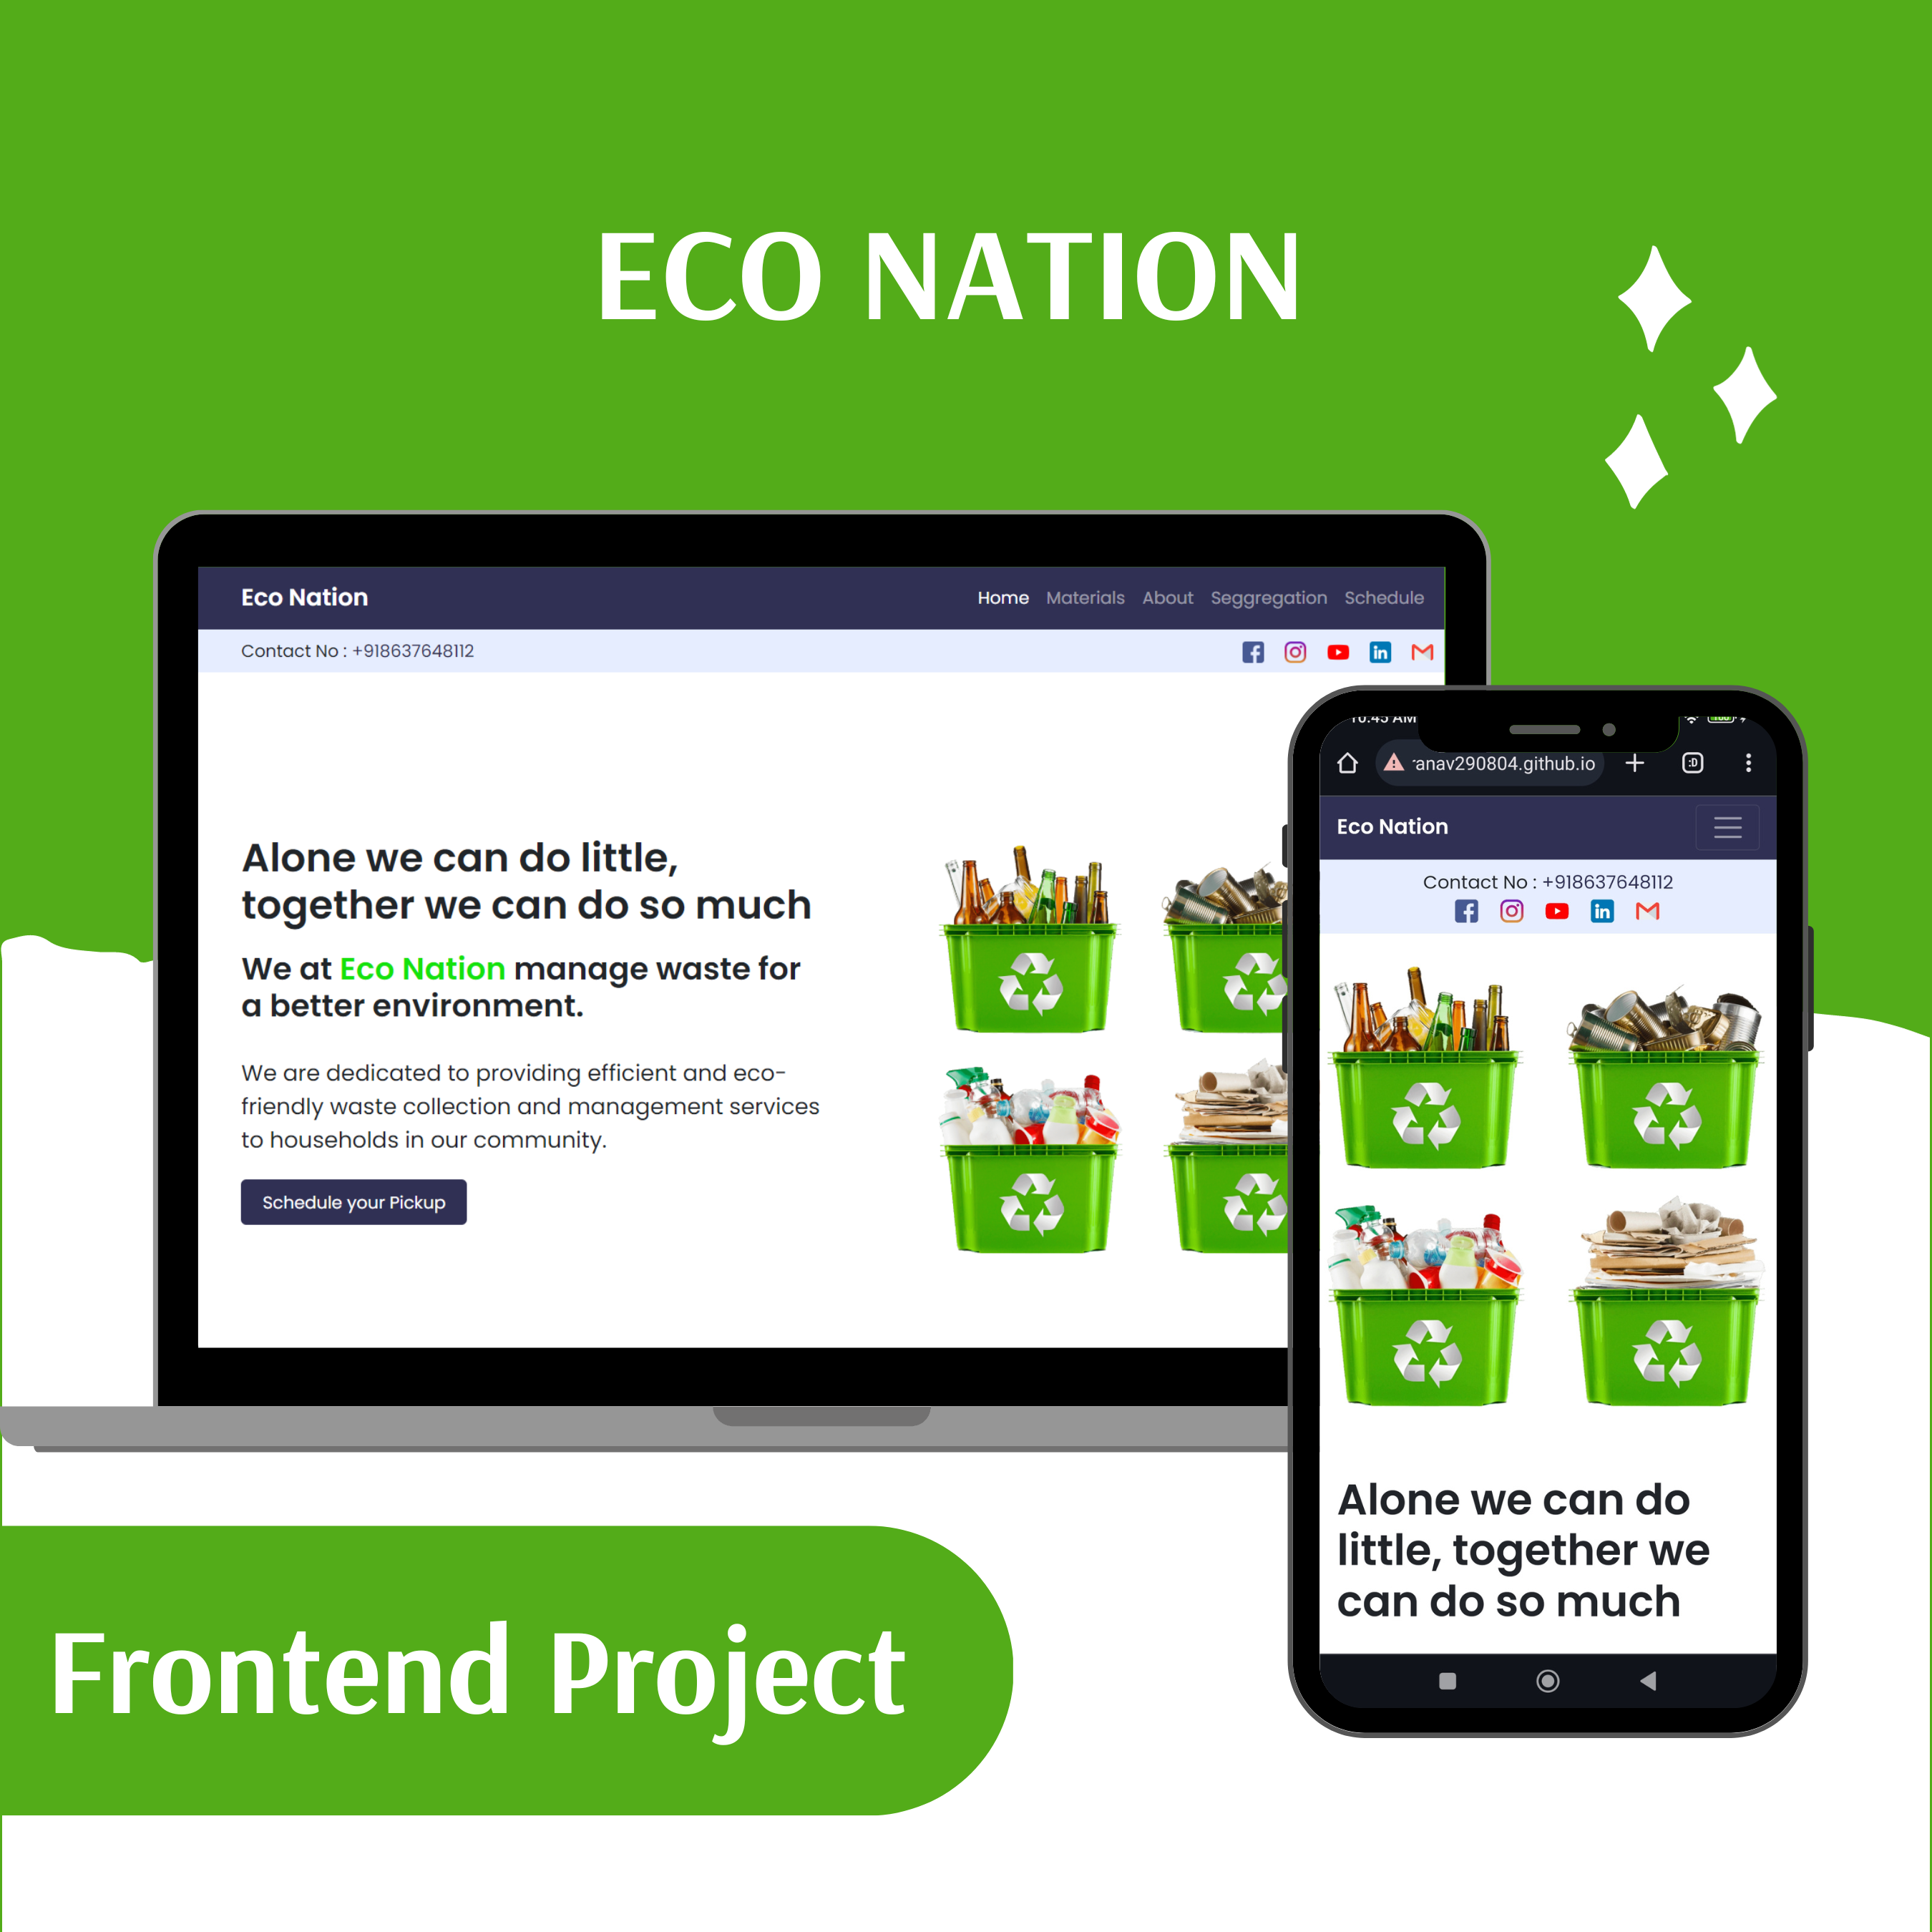 ECO NATION
Eco Nation
Home Materials About Seggregation Schedule
Contact No : +918637648112
Alone we can do little,
together we can do so much
We at Eco Nation manage waste for
a better environment.
We are dedicated to providing efficient and eco-
friendly waste collection and management services
to households in our community.
Schedule your Pickup
10:45 AM
anav290804.github.io
Eco Nation
Contact No : +918637648112
Alone we can do
little, together we
can do so much
Frontend Project